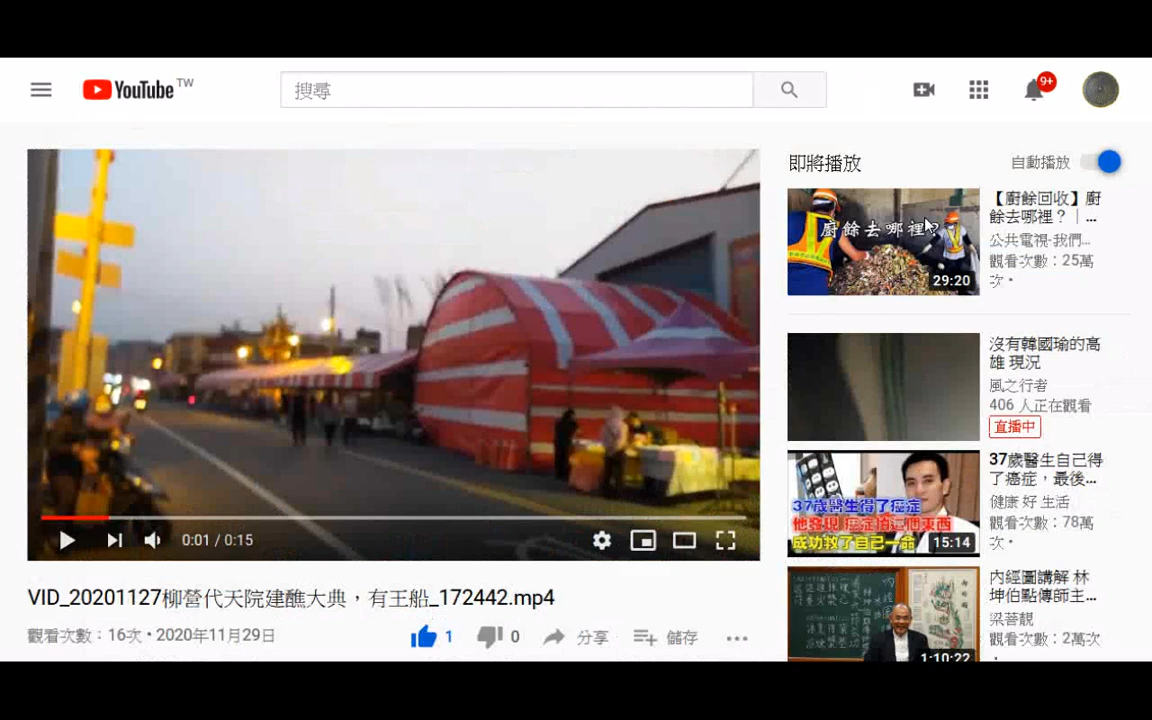 YouTube TW
搜尋
9+
即將播放
自動播放
廚餘去哪裡?
29:20
【廚餘回收】廚
餘去哪裡？｜...
公共電視-我們...
觀看次數：25萬
次・
沒有韓國瑜的高
雄 現況
風之行者
406 人正在觀看
直播中
37歲醫生得了癌症
成功救了自己一命
15:14
37歲醫生自己得
了癌症，最後...
健康 好 生活
觀看次數：78萬
次・
1:10:22
內經圖講解 林
坤伯點傳師主...
梁菩靚
觀看次數：2萬次
0:01 / 0:15
VID_20201127柳營代天院建醮大典，有王船_172442.mp4
觀看次數：16次・2020年11月29日
1
0
分享
儲存